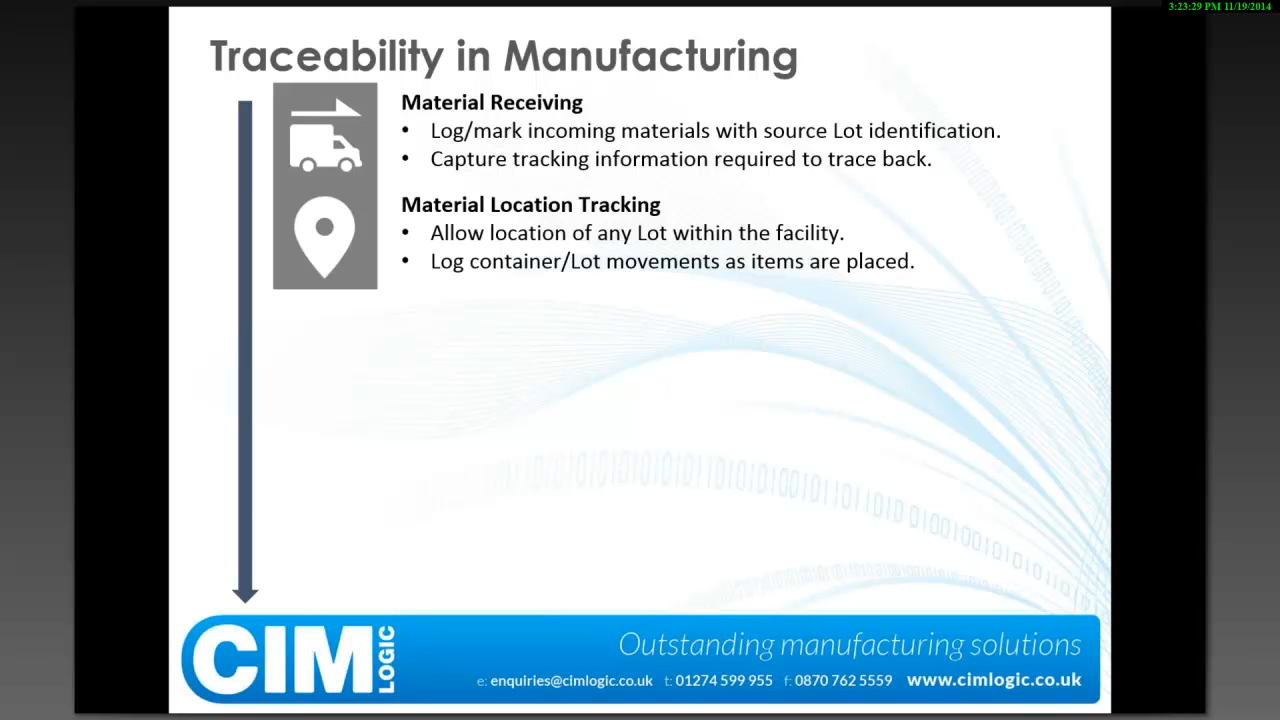 3:23:29 PM 11/19/2014
Traceability in Manufacturing
Material Receiving
• Log/mark incoming materials with source Lot identification.
• Capture tracking information required to trace back.
Material Location Tracking
• Allow location of any Lot within the facility.
• Log container/Lot movements as items are placed.
CIM LOGIC
Outstanding manufacturing solutions
e: enquiries@cimlogic.co.uk t: 01274 599 955 f: 0870 762 5559 www.cimlogic.co.uk